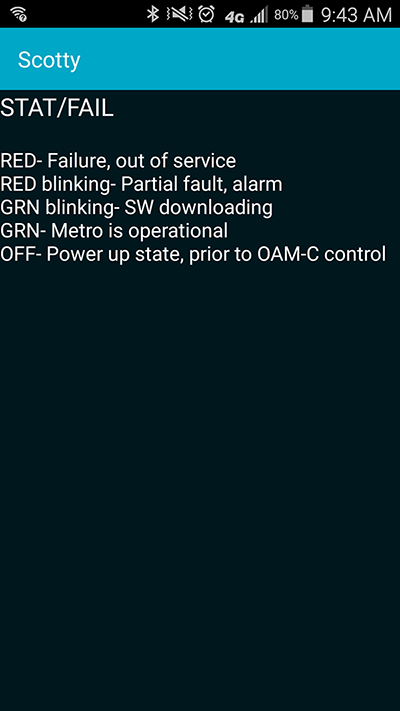 4G 80% 9:43 AM
Scotty
STAT/FAIL
RED- Failure, out of service
RED blinking- Partial fault, alarm
GRN blinking- SW downloading
GRN- Metro is operational
OFF- Power up state, prior to OAM-C control